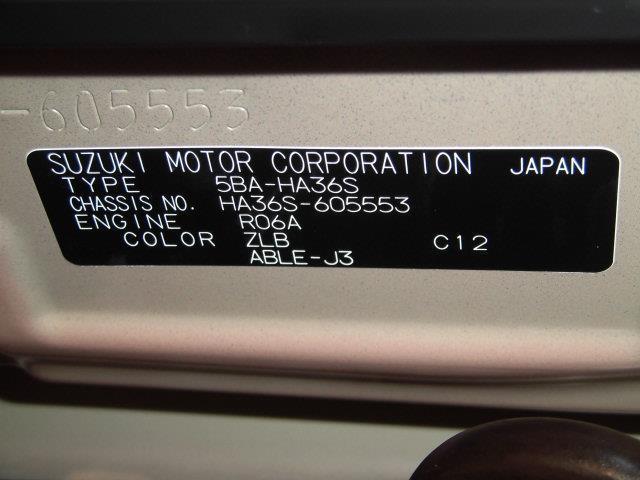 -605553
SUZUKI MOTOR CORPORATION JAPAN
TYPE 5BA-HA36S
CHASSIS NO. HA36S-605553
ENGINE R06A
COLOR ZLB C12
ABLE-J3